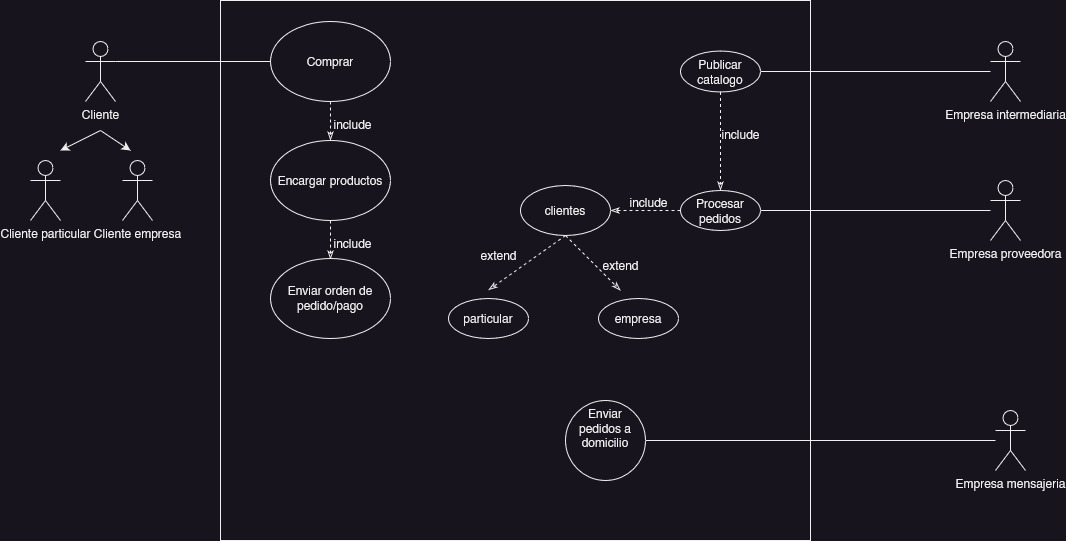 Comprar
Publicar
catalogo
Cliente
Empresa intermediaria
include
include
Encargar productos
clientes
include
Procesar
pedidos
Cliente particular
Cliente empresa
include
extend
extend
Empresa proveedora
Enviar orden de
pedido/pago
particular
empresa
Enviar
pedidos a
domicilio
Empresa mensajeria